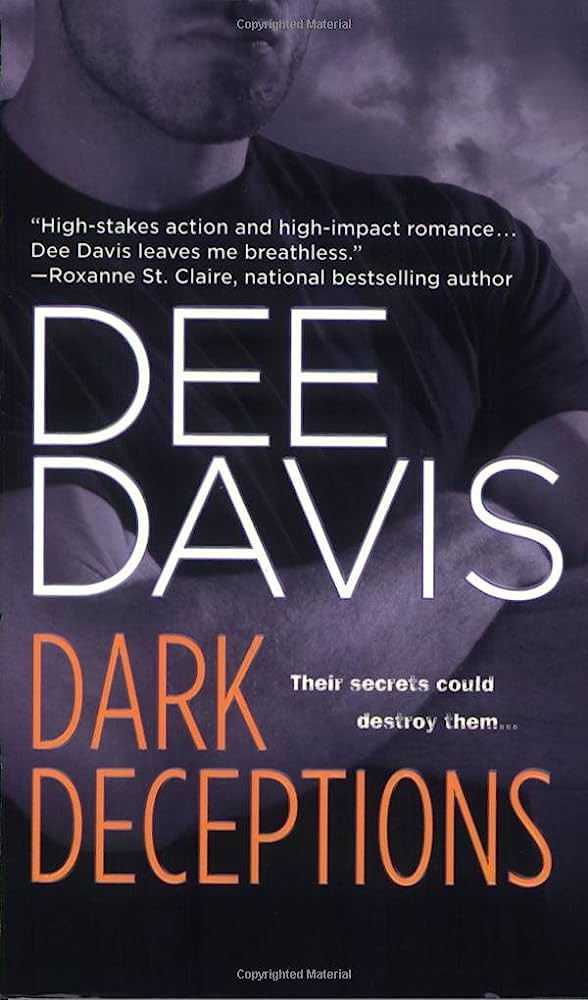 Copyrighted Material
“High-stakes action and high-impact romance...
Dee Davis leaves me breathless.”
—Roxanne St. Claire, national bestselling author
DEE
DAVIS
DARK
Their secrets could
destroy them...
DECEPTIONS
Copyrighted Material